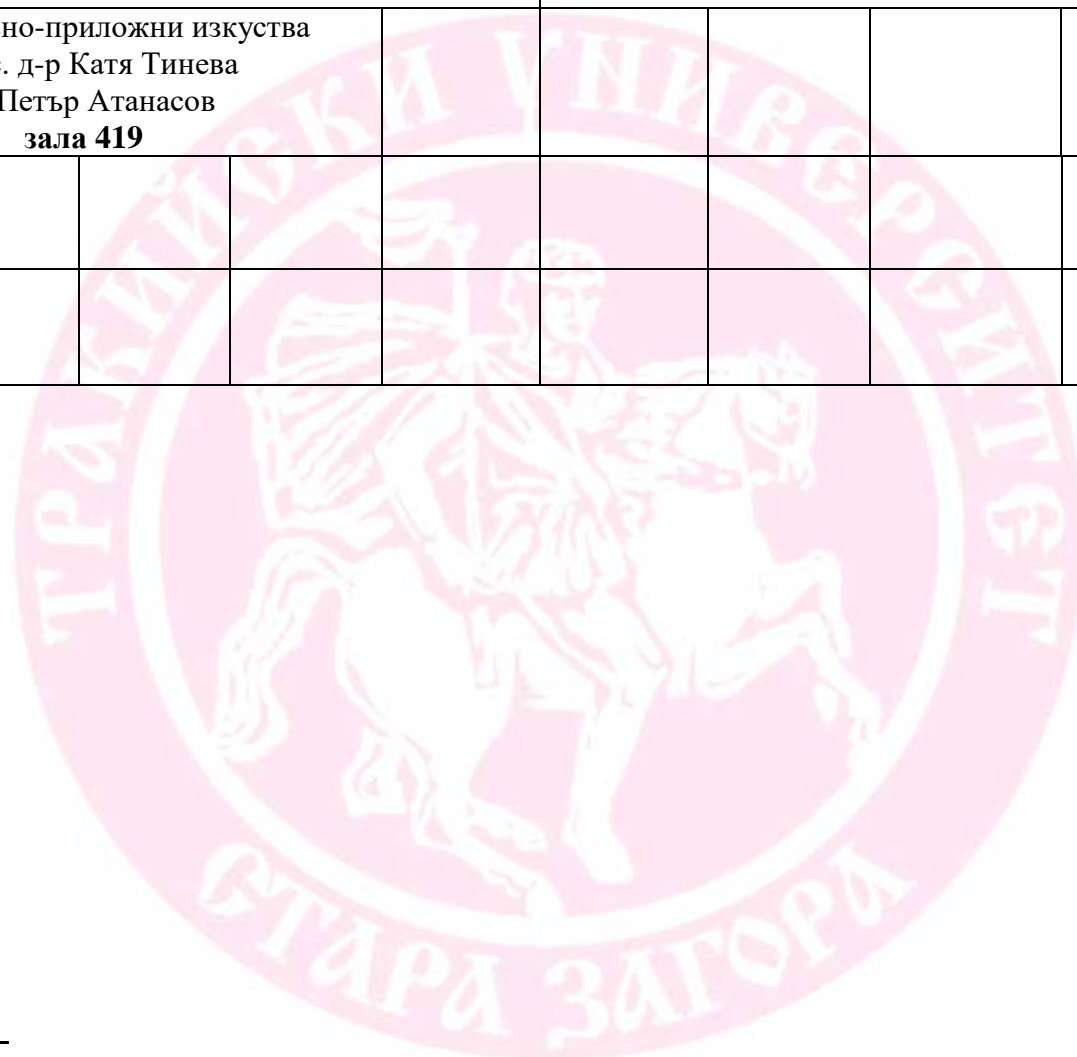 но-приложни изкуства
. д-р Катя Тинева
Петър Атанасов
зала 419
ТРАКИЙСКИ УНИВЕРСИТЕТ
СТАРА ЗАГОРА